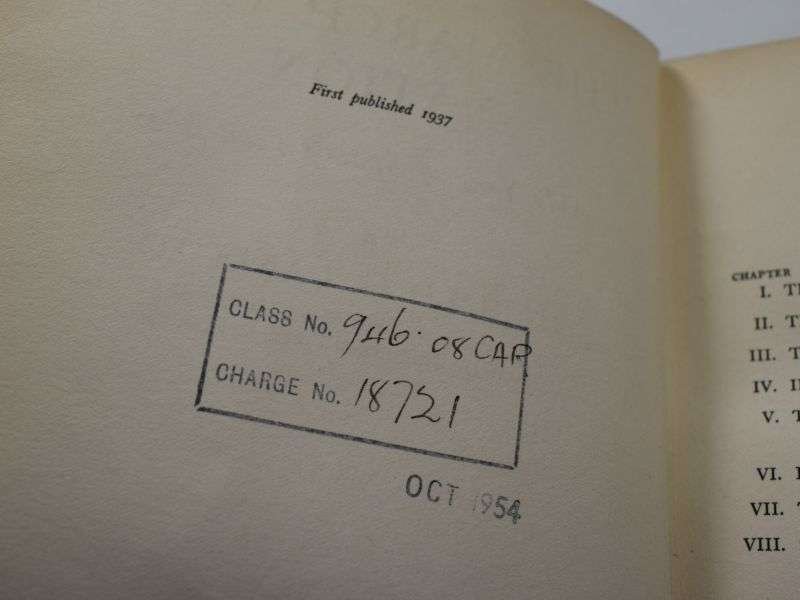 First published 1937
CLASS No. 946.08 CAP
CHARGE No. 18721
OCT 1954
CHAPTER
I.
II.
III.
IV.
V.
VI.
VII.
VIII.